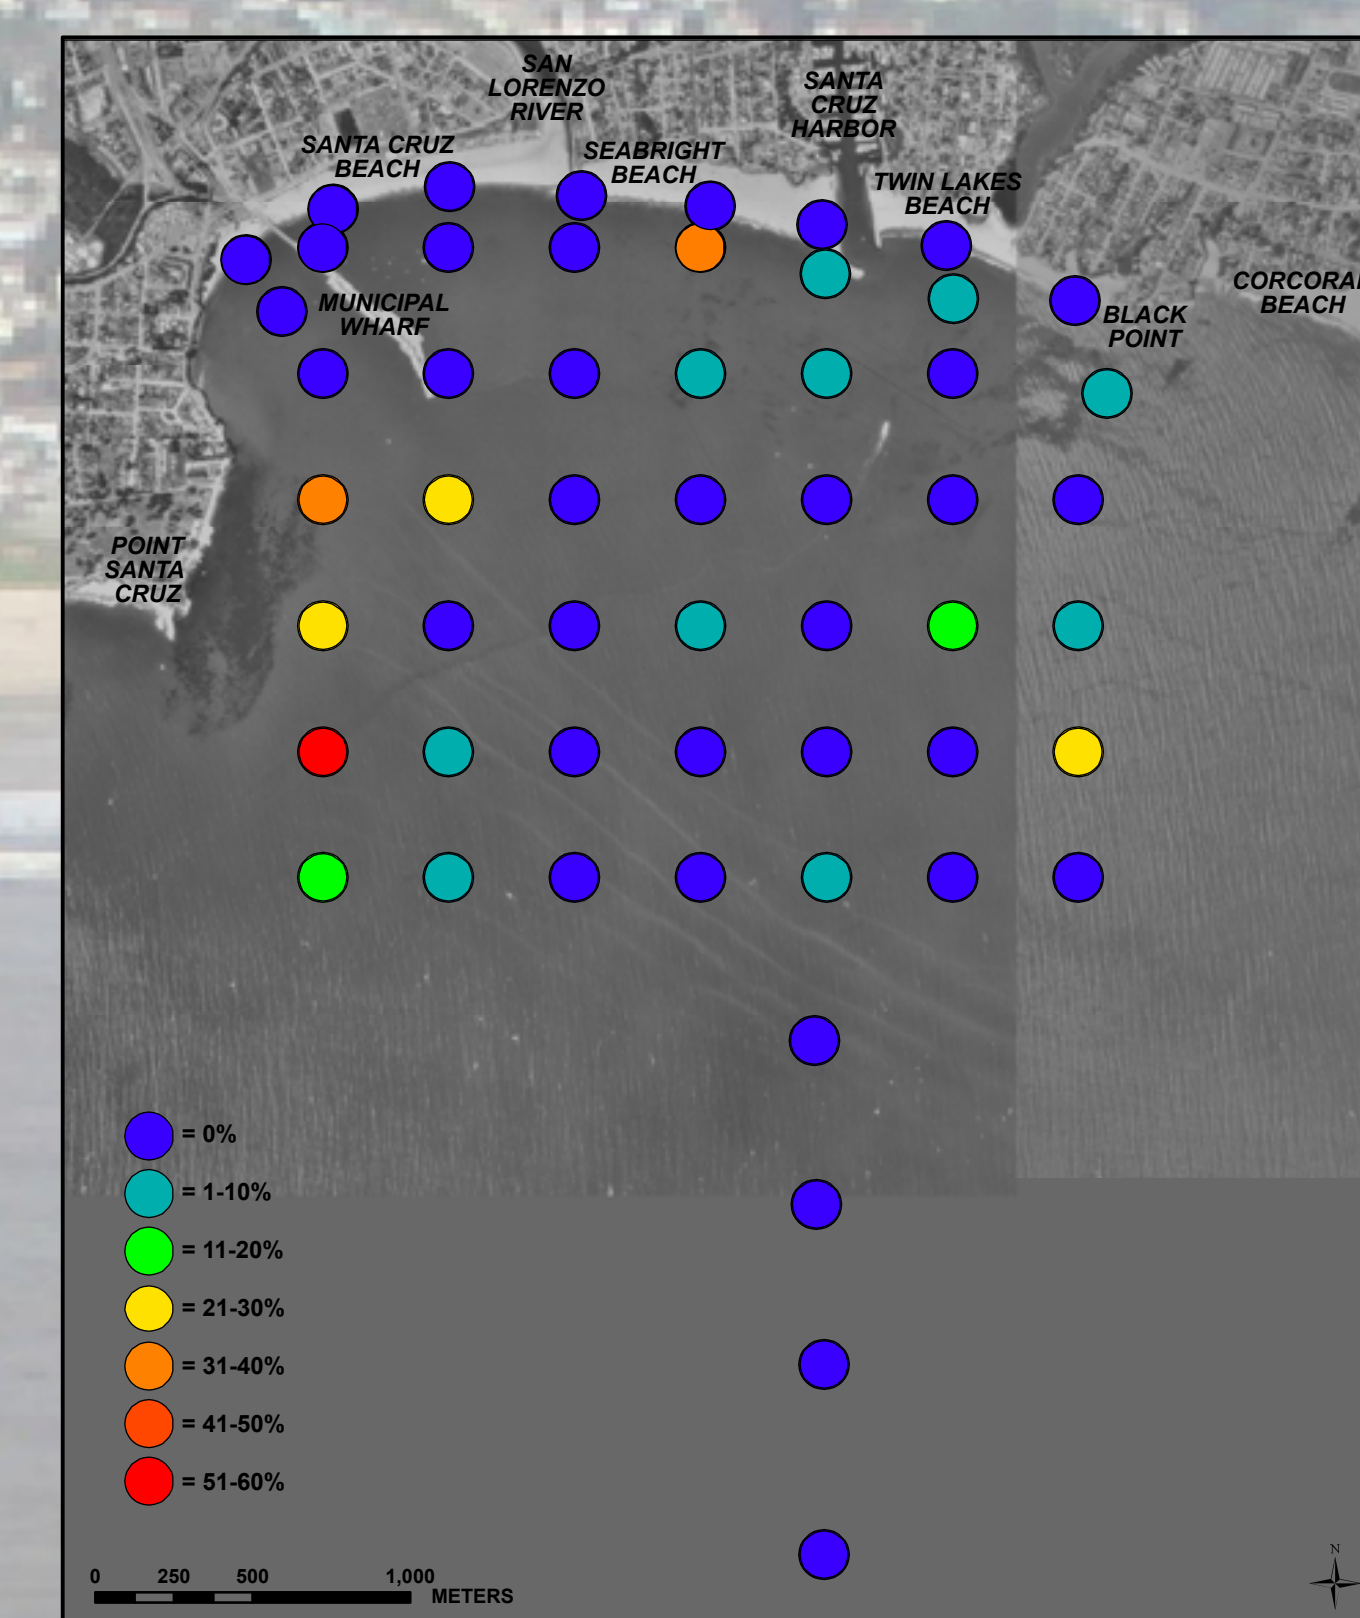 SAN
LORENZO
RIVER
SANTA
CRUZ
HARBOR
SANTA CRUZ
BEACH
SEABRIGHT
BEACH
TWIN LAKES
BEACH
MUNICIPAL
WHARF
CORCORAN
BEACH
BLACK
POINT
POINT
SANTA
CRUZ
= 0%
= 1-10%
= 11-20%
= 21-30%
= 31-40%
= 41-50%
= 51-60%
0 250 500 1,000
METERS
N